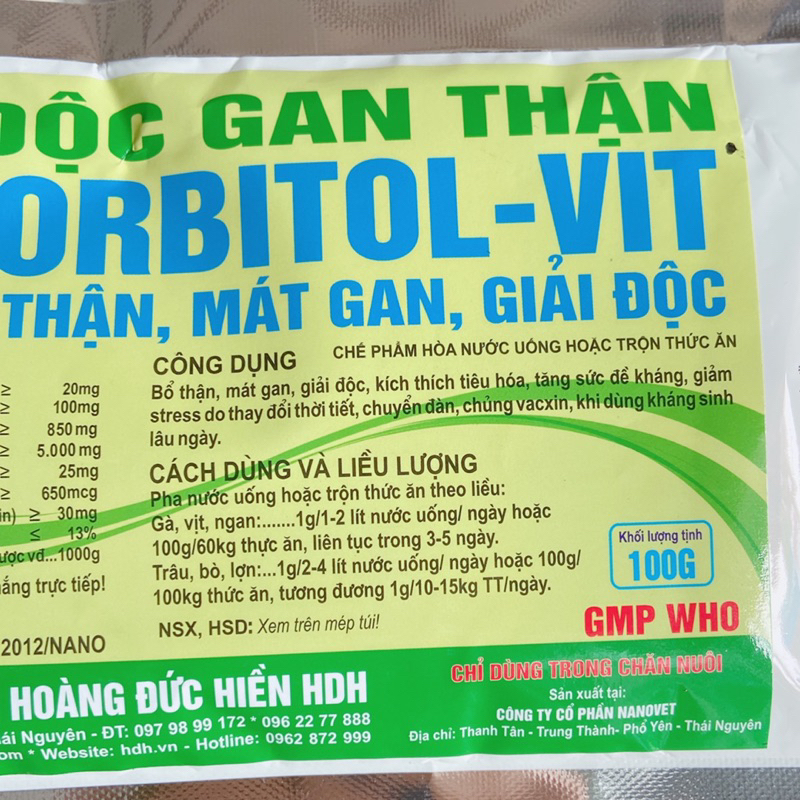 ĐỘC GAN THẬN
ORBITOL-VIT
THẬN, MÁT GAN, GIẢI ĐỘC
CHẾ PHẨM HÒA NƯỚC UỐNG HOẶC TRỘN THỨC ĂN
≥ 20mg
≥ 100mg
≥ 850mg
≥ 5.000mg
≥ 25mg
≥ 650mcg
≥ 30mg
≤ 13%
vđ...1000g
trực tiếp!
2012/NANO
CÔNG DỤNG
Bổ thận, mát gan, giải độc, kích thích tiêu hóa, tăng sức đề kháng, giảm
stress do thay đổi thời tiết, chuyển đàn, chủng vacxin, khi dùng kháng sinh
lâu ngày.
CÁCH DÙNG VÀ LIỀU LƯỢNG
Pha nước uống hoặc trộn thức ăn theo liều:
Gà, vịt, ngan:.......1g/1-2 lít nước uống/ ngày hoặc
100g/60kg thực ăn, liên tục trong 3-5 ngày.
Trâu, bò, lợn:...1g/2-4 lít nước uống/ ngày hoặc 100g/
100kg thức ăn, tương đương 1g/10-15kg TT/ngày.
NSX, HSD: Xem trên mép túi!
Khối lượng tịnh
100G
GMP WHO
HOÀNG ĐỨC HIỀN HDH
Nguyên - ĐT: 097 98 99 172 * 096 22 77 888
* Website: hdh.vn - Hotline: 0962 872 999
CHỈ DÙNG TRONG CHĂN NUÔI
Sản xuất tại:
CÔNG TY CỔ PHẦN NANOVET
Địa chỉ: Thanh Tân - Trung Thành- Phổ Yên - Thái Nguyên